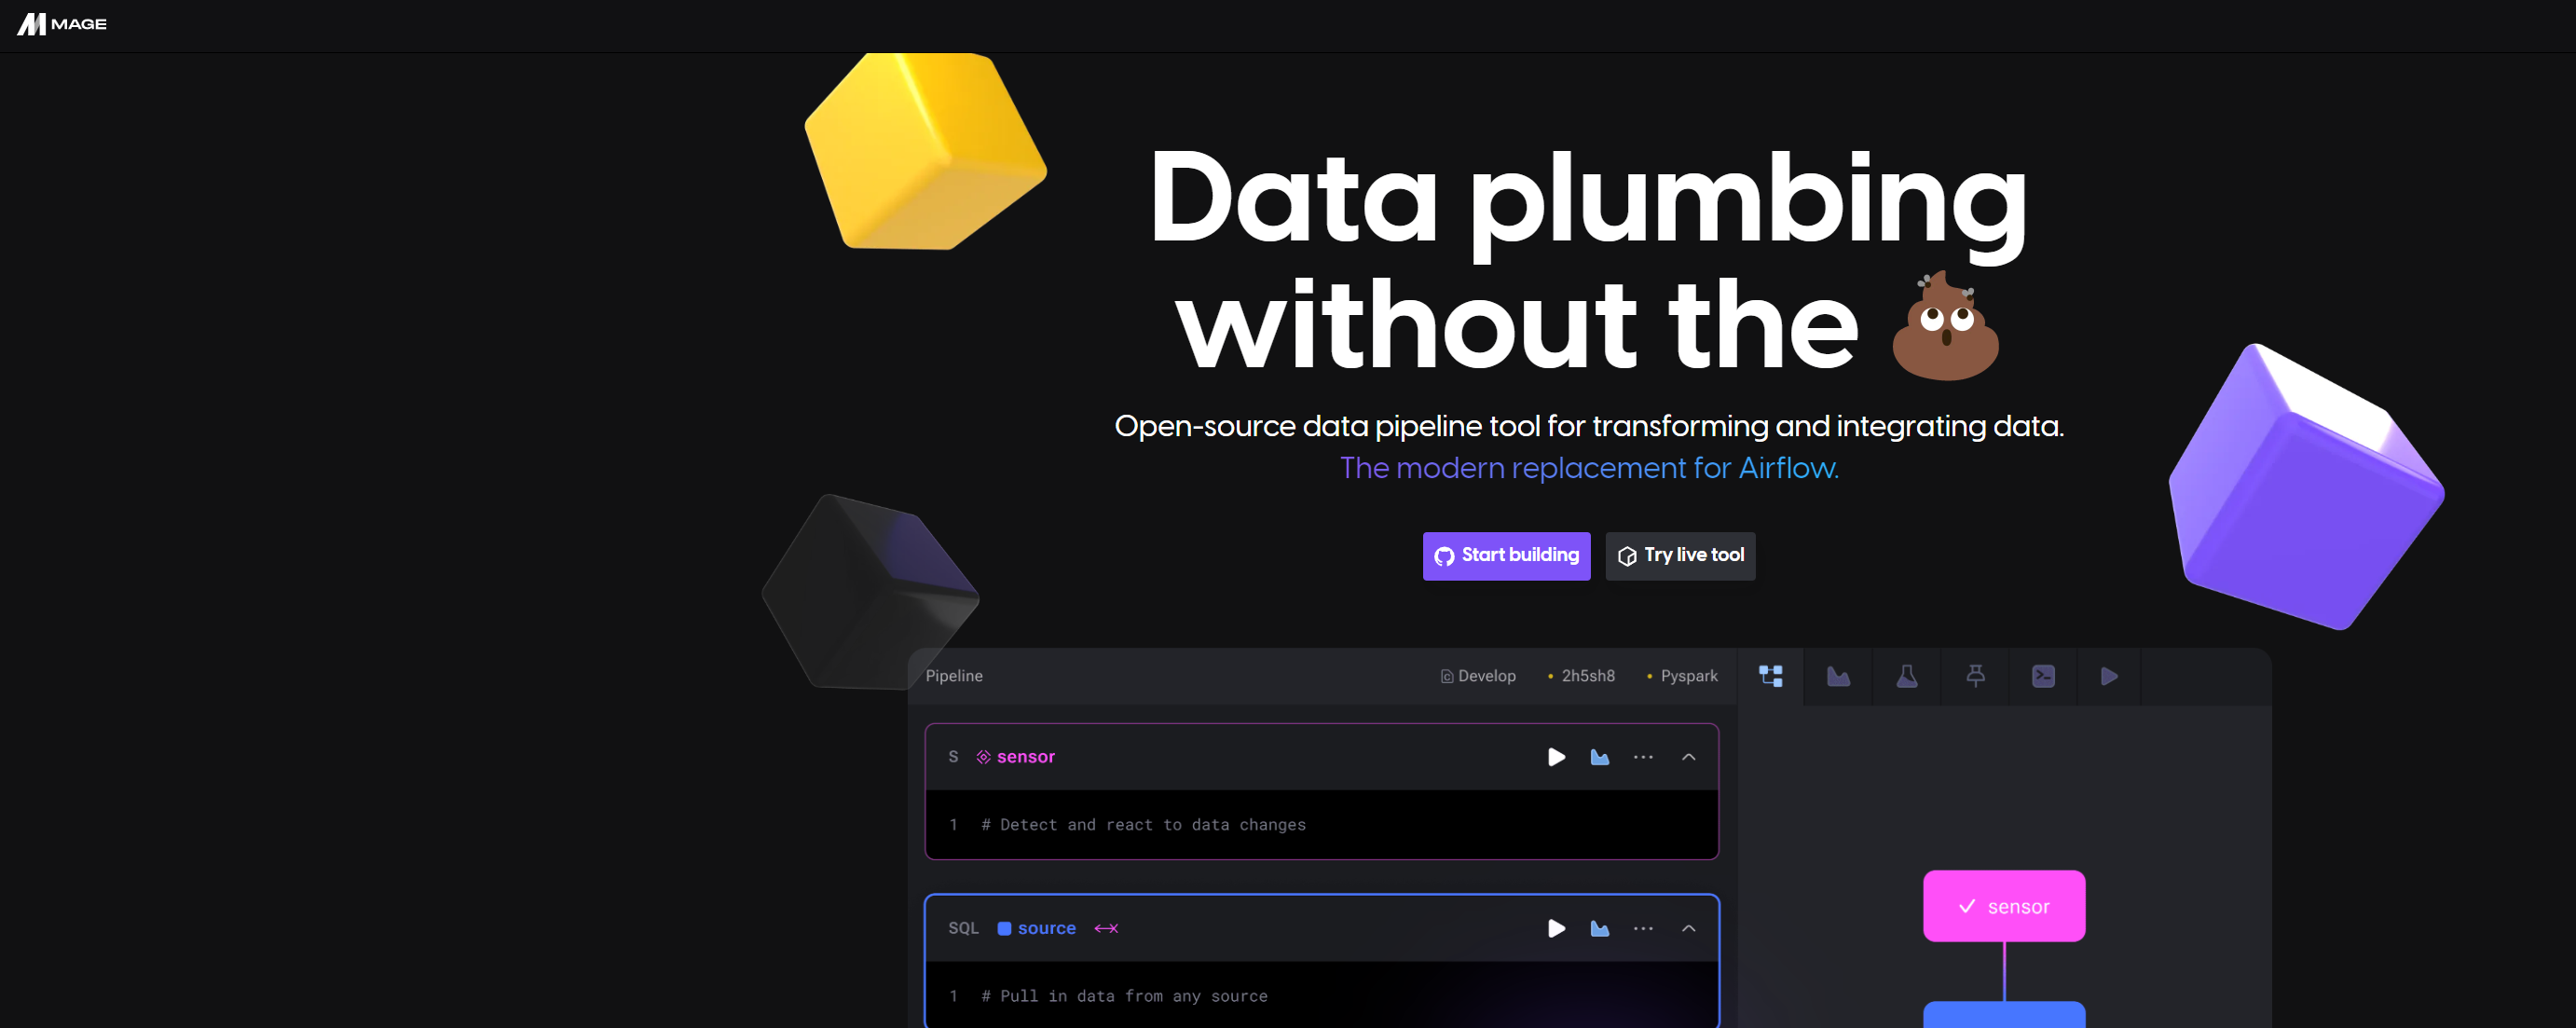 MAGE
Data plumbing
without the
Open-source data pipeline tool for transforming and integrating data.
The modern replacement for Airflow.
Start building
Try live tool
Pipeline
Develop
2h5sh8
Pyspark
S sensor
1 # Detect and react to data changes
SQL source
1 # Pull in data from any source
sensor